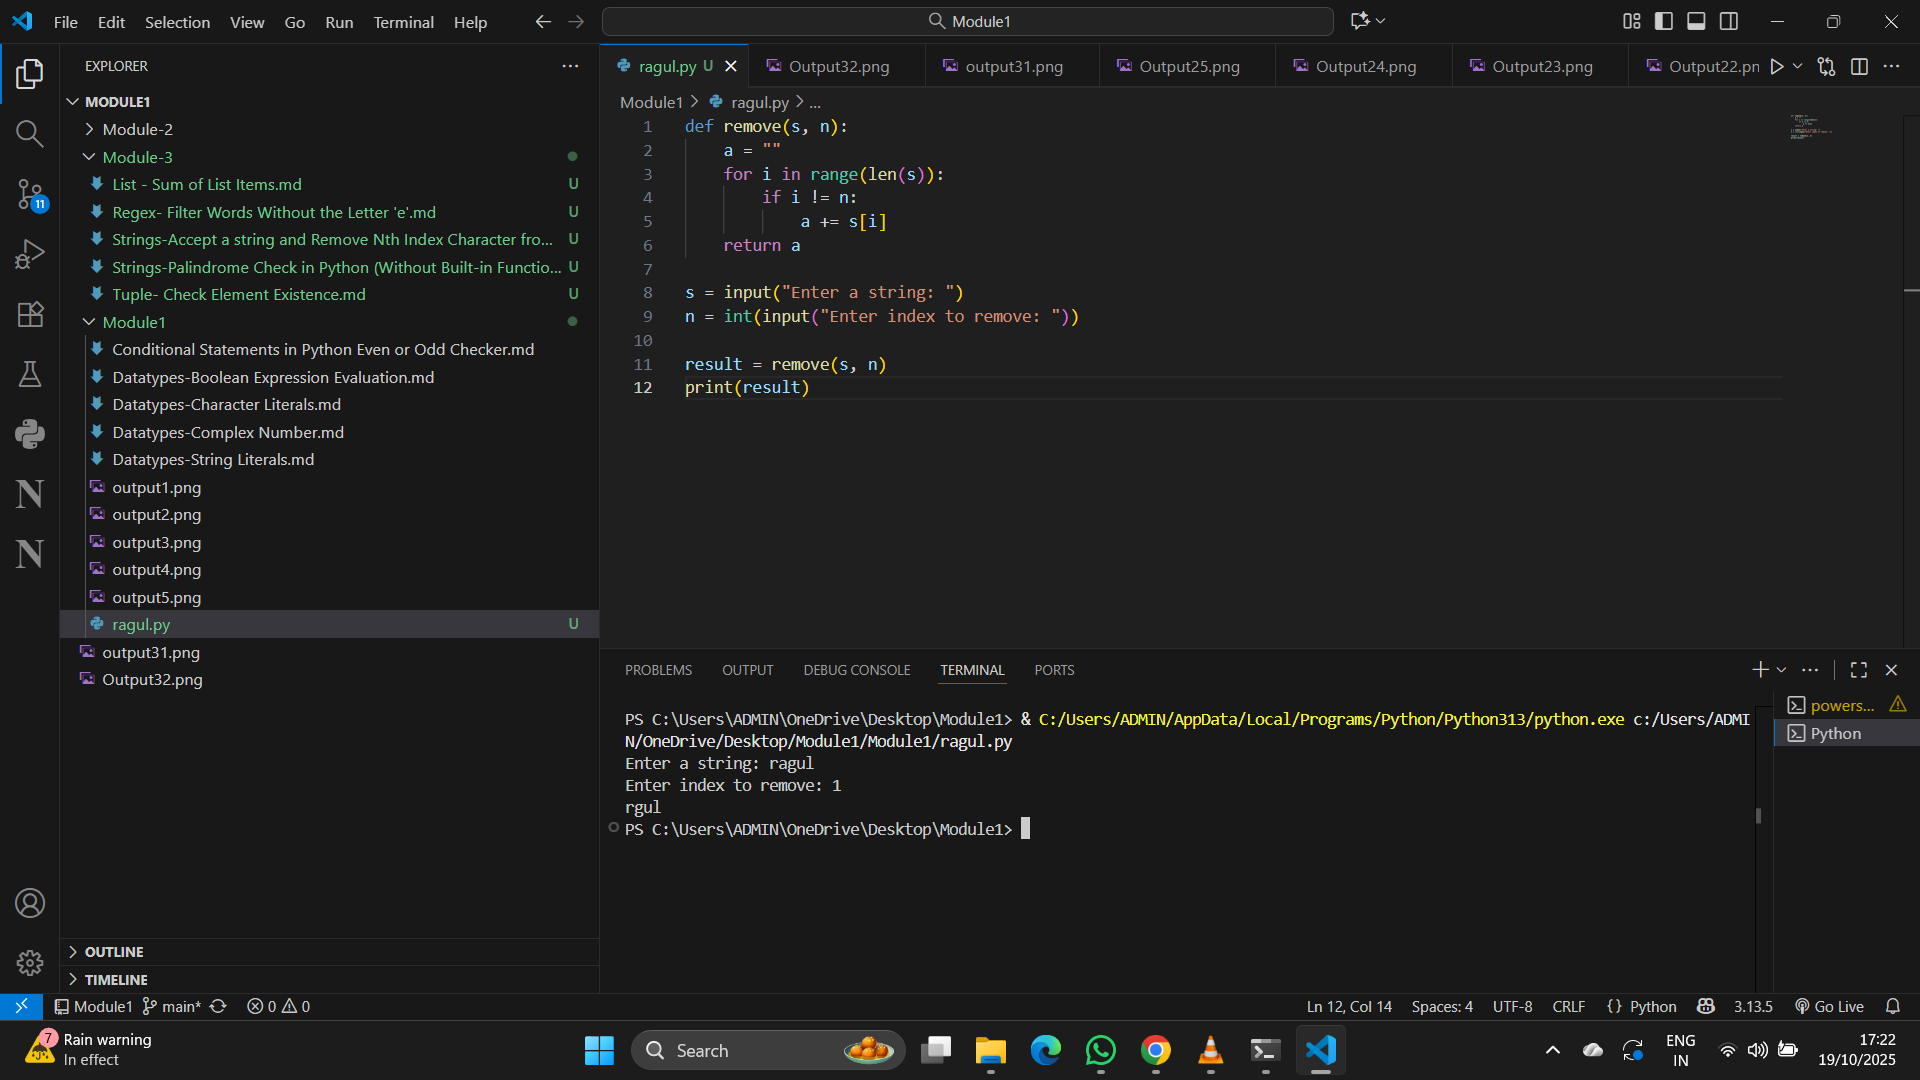 File Edit Selection View Go Run Terminal Help
Module1
EXPLORER
MODULE1
Module-2
Module-3
List - Sum of List Items.md U
Regex- Filter Words Without the Letter 'e'.md U
Strings-Accept a string and Remove Nth Index Character fro... U
Strings-Palindrome Check in Python (Without Built-in Functio... U
Tuple- Check Element Existence.md U
Module1
Conditional Statements in Python Even or Odd Checker.md
Datatypes-Boolean Expression Evaluation.md
Datatypes-Character Literals.md
Datatypes-Complex Number.md
Datatypes-String Literals.md
output1.png
output2.png
output3.png
output4.png
output5.png
ragul.py U
output31.png
Output32.png
OUTLINE
TIMELINE
11
ragul.py U Output32.png output31.png Output25.png Output24.png Output23.png Output22.pn
Module1 > ragul.py > ...
1 def remove(s, n):
2 a = ""
3 for i in range(len(s)):
4 if i != n:
5 a += s[i]
6 return a
7
8 s = input("Enter a string: ")
9 n = int(input("Enter index to remove: "))
10
11 result = remove(s, n)
12 print(result)
PROBLEMS OUTPUT DEBUG CONSOLE TERMINAL PORTS
PS C:\Users\ADMIN\OneDrive\Desktop\Module1> & C:/Users/ADMIN/AppData/Local/Programs/Python/Python313/python.exe c:/Users/ADMI
N/OneDrive/Desktop/Module1/Module1/ragul.py
Enter a string: ragul
Enter index to remove: 1
rgul
PS C:\Users\ADMIN\OneDrive\Desktop\Module1>
powers...
Python
Module1 main* 0 0 Ln 12, Col 14 Spaces: 4 UTF-8 CRLF {} Python 3.13.5 Go Live
7
Rain warning
In effect
Search
ENG
IN
17:22
19/10/2025